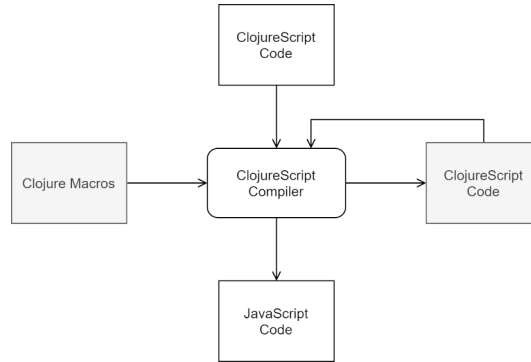 ClojureScript
Code
Clojure Macros
ClojureScript
Compiler
ClojureScript
Code
JavaScript
Code